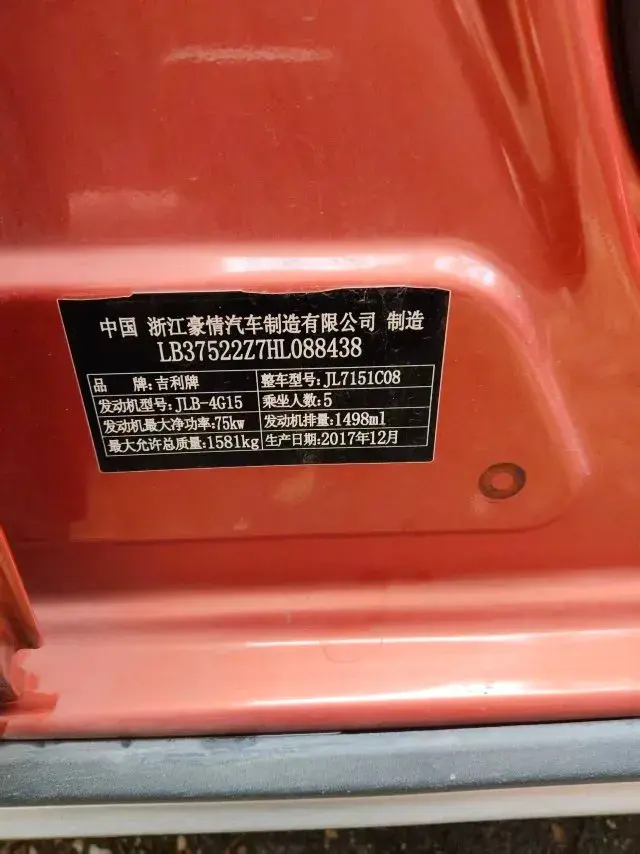 中国 浙江豪情汽车制造有限公司 制造
LB37522Z7HL088438
品 牌:吉利牌 整车型号:JL7151C08
发动机型号:JLB-4G15 乘坐人数:5
发动机最大净功率:75kw 发动机排量:1498ml
最大允许总质量:1581kg 生产日期:2017年12月